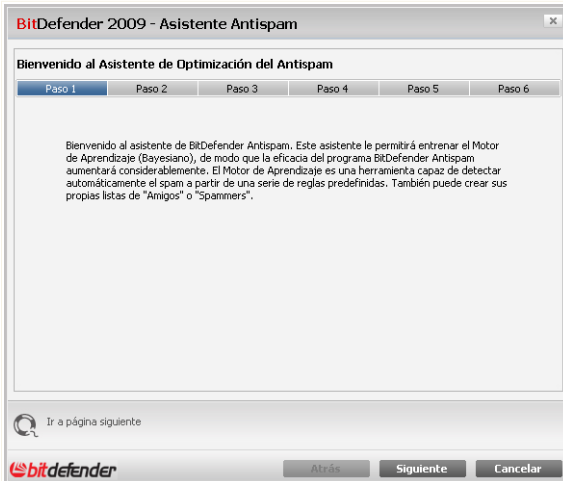 BitDefender 2009 - Asistente Antispam
Bienvenido al Asistente de Optimización del Antispam
Paso 1 Paso 2 Paso 3 Paso 4 Paso 5 Paso 6
Bienvenido al asistente de BitDefender Antispam. Este asistente le permitirá entrenar el Motor
de Aprendizaje (Bayesiano), de modo que la eficacia del programa BitDefender Antispam
aumentará considerablemente. El Motor de Aprendizaje es una herramienta capaz de detectar
automáticamente el spam a partir de una serie de reglas predefinidas. También puede crear sus
propias listas de "Amigos" o "Spammers".
Ir a página siguiente
bitdefender Atrás Siguiente Cancelar